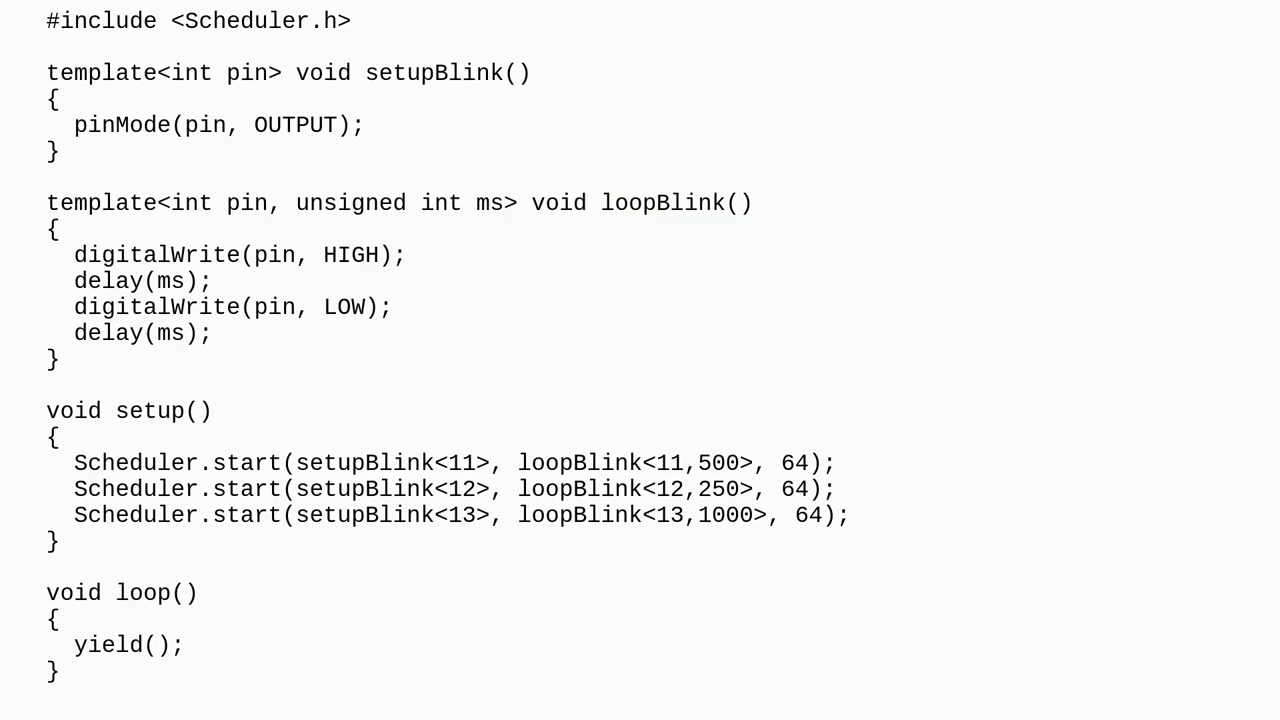 #include <Scheduler.h>

template<int pin> void setupBlink()
{
  pinMode(pin, OUTPUT);
}

template<int pin, unsigned int ms> void loopBlink()
{
  digitalWrite(pin, HIGH);
  delay(ms);
  digitalWrite(pin, LOW);
  delay(ms);
}

void setup()
{
  Scheduler.start(setupBlink<11>, loopBlink<11,500>, 64);
  Scheduler.start(setupBlink<12>, loopBlink<12,250>, 64);
  Scheduler.start(setupBlink<13>, loopBlink<13,1000>, 64);
}

void loop()
{
  yield();
}